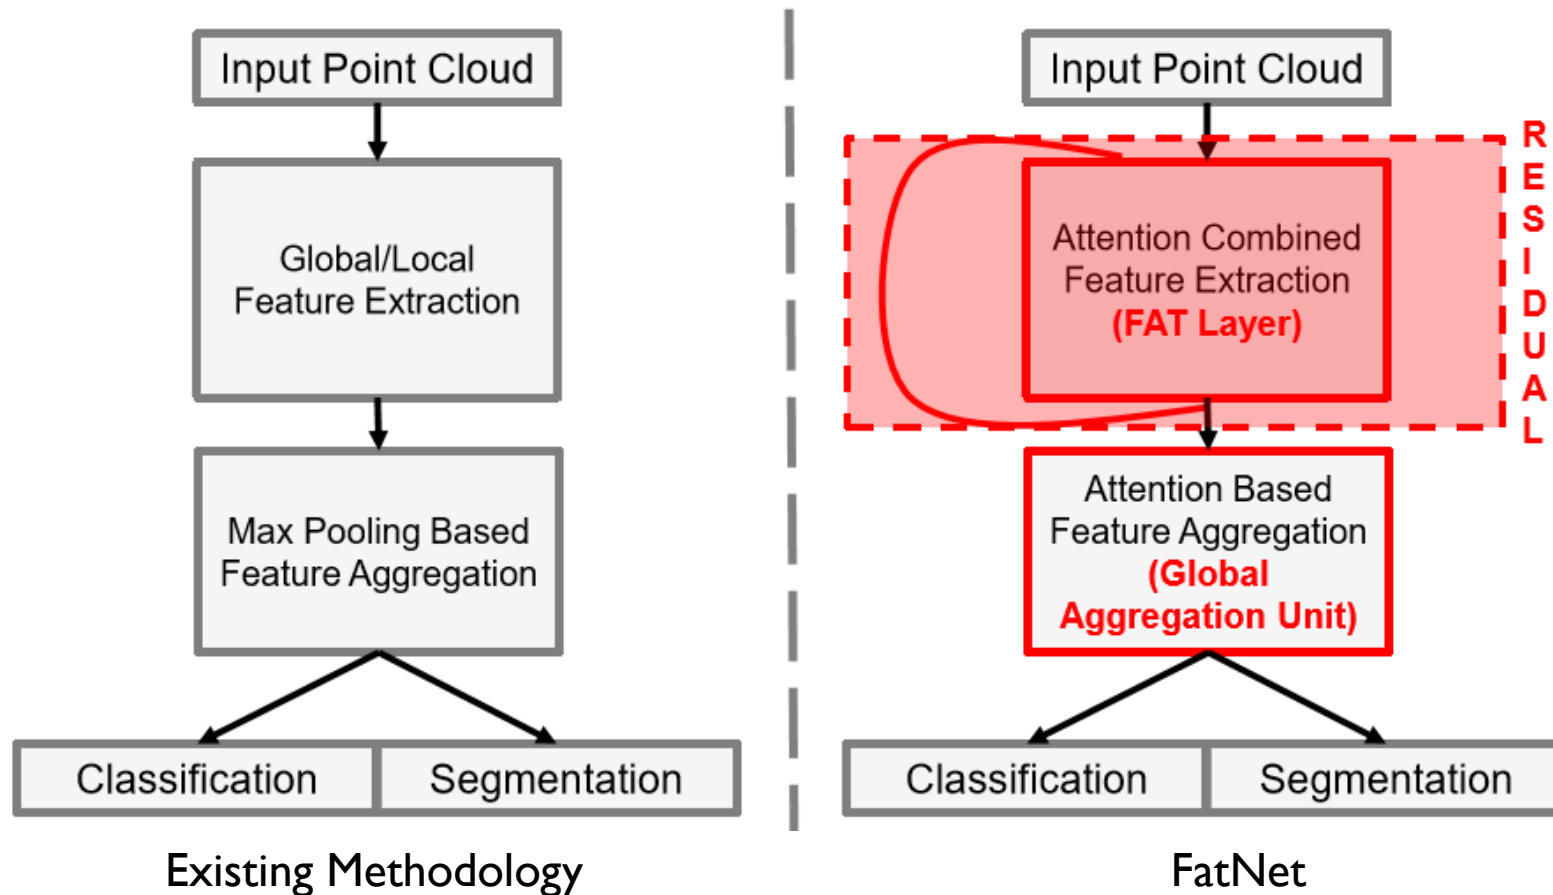 Input Point Cloud
Global/Local
Feature Extraction
Max Pooling Based
Feature Aggregation
Classification
Segmentation
Existing Methodology
Input Point Cloud
Attention Combined
Feature Extraction
(FAT Layer)
RESIDUAL
Attention Based
Feature Aggregation
(Global
Aggregation Unit)
Classification
Segmentation
FatNet